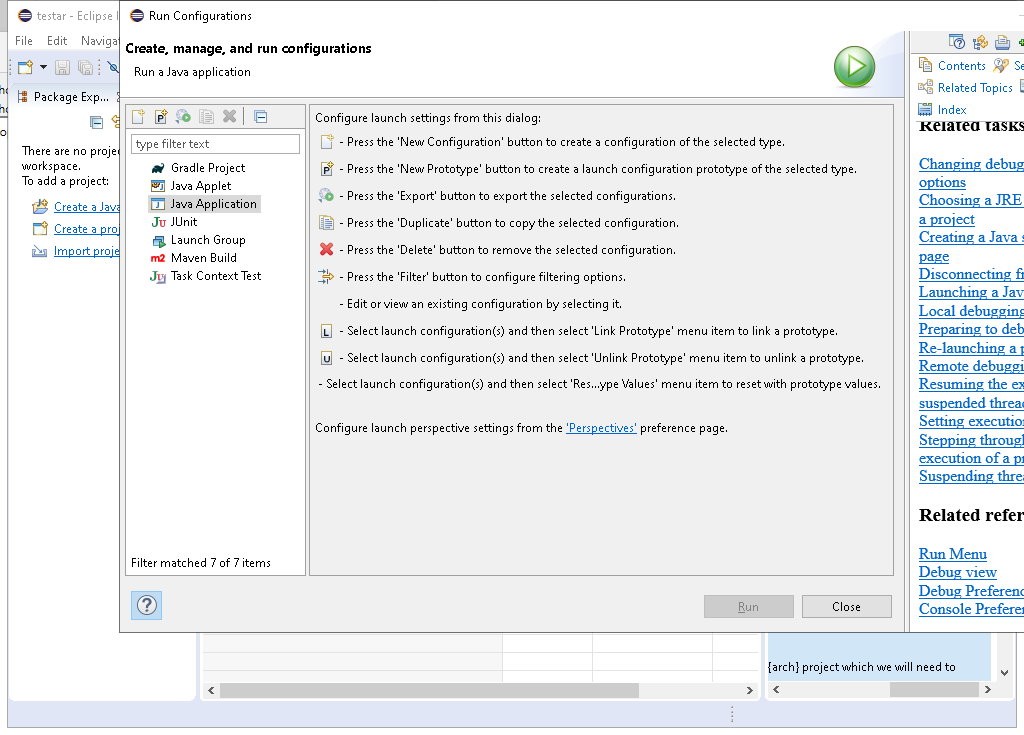 testar - Eclipse I
Run Configurations
File Edit Navigat
Create, manage, and run configurations
Run a Java application
Package Exp...
There are no proje
workspace.
To add a project:
Create a Java
Create a proj
Import proje
type filter text
Gradle Project
Java Applet
Java Application
JUnit
Launch Group
Maven Build
Task Context Test
Filter matched 7 of 7 items
Configure launch settings from this dialog:
- Press the 'New Configuration' button to create a configuration of the selected type.
- Press the 'New Prototype' button to create a launch configuration prototype of the selected type.
- Press the 'Export' button to export the selected configurations.
- Press the 'Duplicate' button to copy the selected configuration.
- Press the 'Delete' button to remove the selected configuration.
- Press the 'Filter' button to configure filtering options.
- Edit or view an existing configuration by selecting it.
- Select launch configuration(s) and then select 'Link Prototype' menu item to link a prototype.
- Select launch configuration(s) and then select 'Unlink Prototype' menu item to unlink a prototype.
- Select launch configuration(s) and then select 'Res...ype Values' menu item to reset with prototype values.
Configure launch perspective settings from the 'Perspectives' preference page.
Run Close
Contents Se
Related Topics
Index
Related tasks
Changing debug
options
Choosing a JRE
a project
Creating a Java s
page
Disconnecting fr
Launching a Jav
Local debugging
Preparing to deb
Re-launching a p
Remote debuggi
Resuming the ex
suspended threa
Setting executio
Stepping through
execution of a pr
Suspending threa
Related refer
Run Menu
Debug view
Debug Preferenc
Console Preferen
{arch} project which we will need to